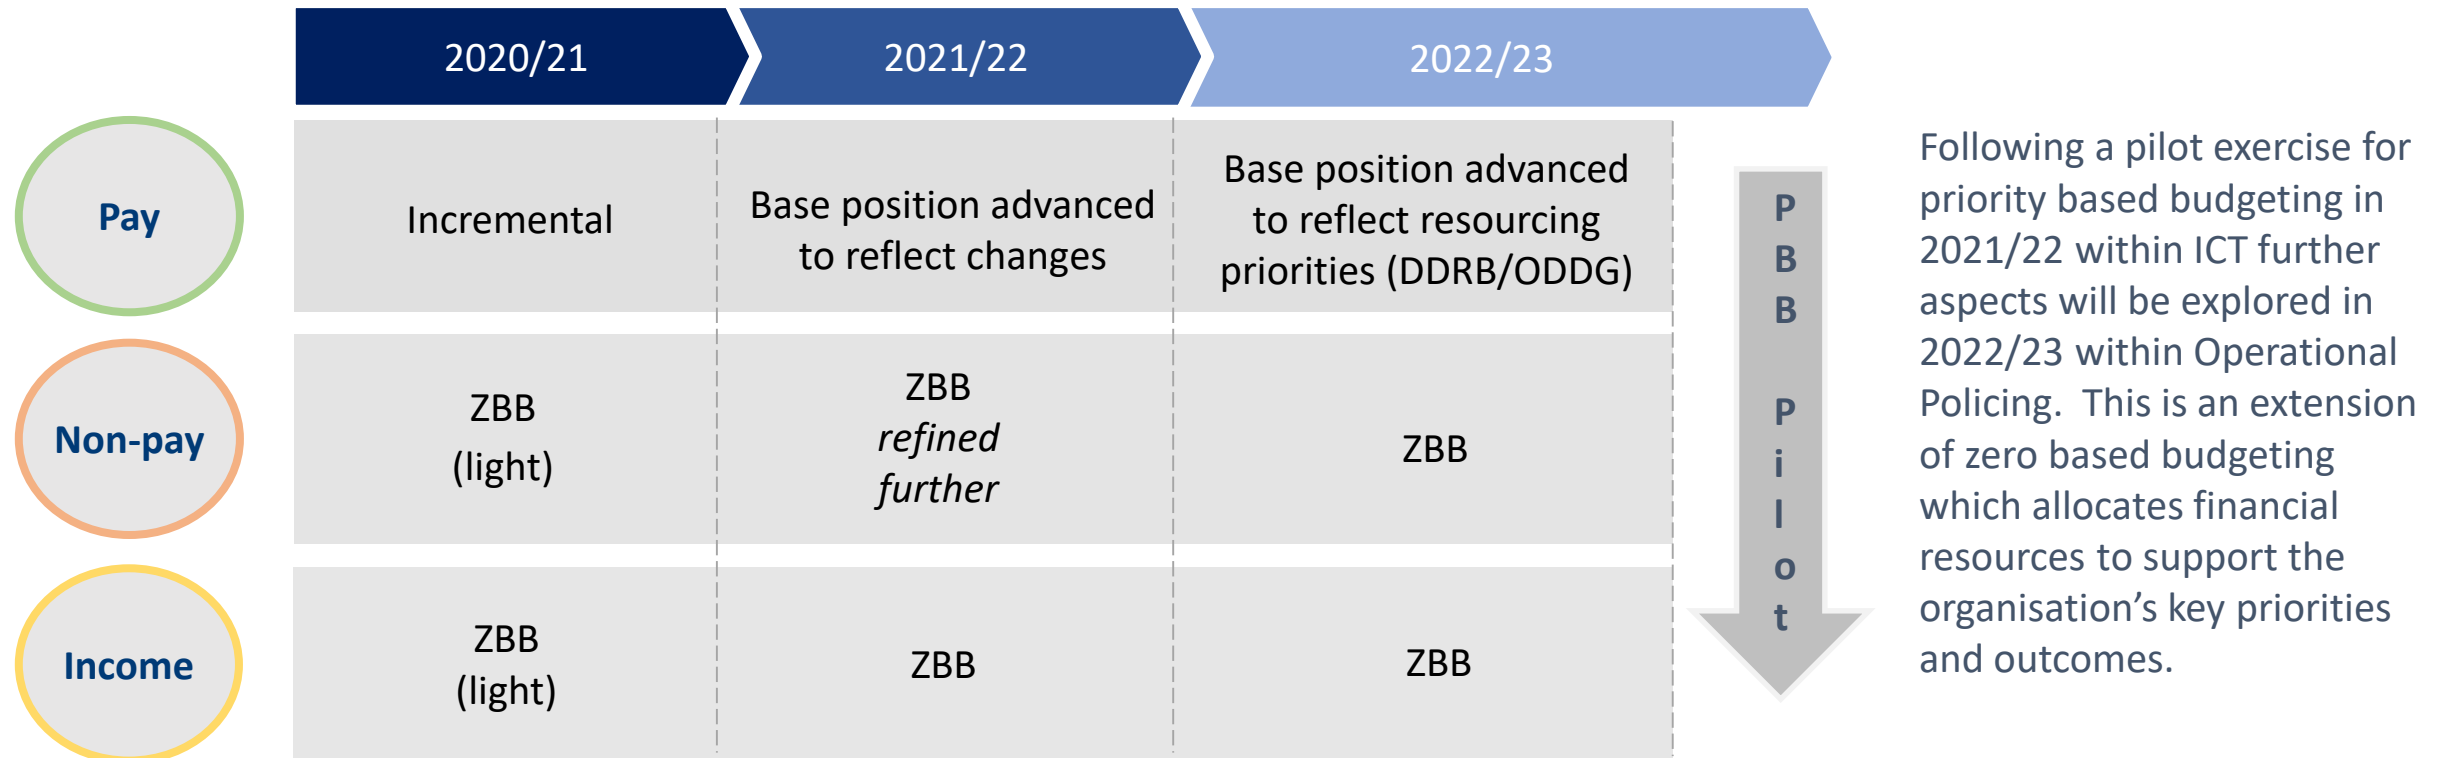 2020/21
2021/22
2022/23
Pay
Incremental
Base position advanced
to reflect changes
Base position advanced
to reflect resourcing
priorities (DDRB/ODDG)
Non-pay
ZBB
(light)
ZBB
refined
further
ZBB
Income
ZBB
(light)
ZBB
ZBB
P
B
B
P
i
l
o
t
Following a pilot exercise for
priority based budgeting in
2021/22 within ICT further
aspects will be explored in
2022/23 within Operational
Policing.  This is an extension
of zero based budgeting
which allocates financial
resources to support the
organisation’s key priorities
and outcomes.